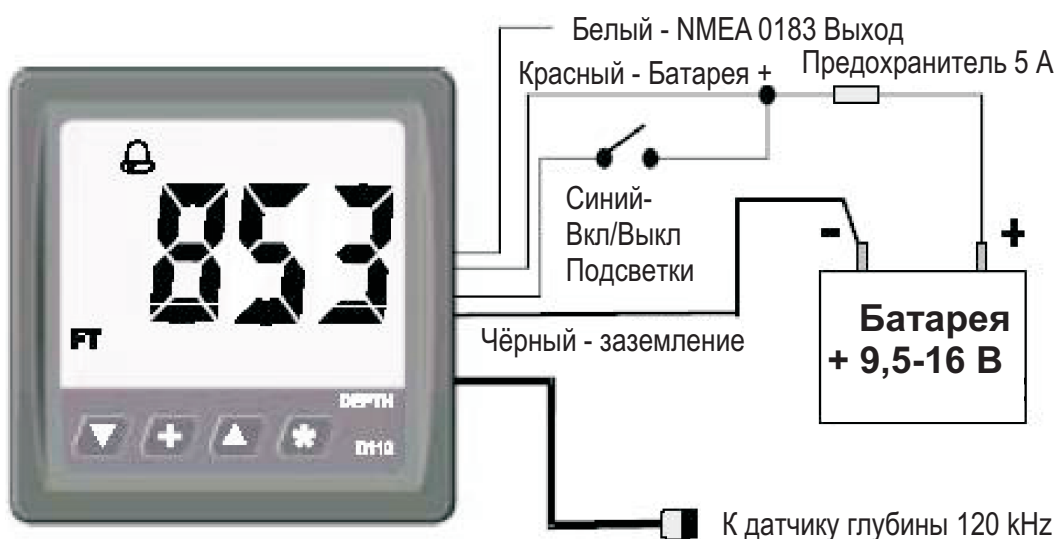 Белый - NMEA 0183 Выход
Красный - Батарея +
Предохранитель 5 А
853
FT
Синий-
Вкл/Выкл
Подсветки
- +
Батарея
+ 9,5-16 В
Чёрный - заземление
DEPTH
К датчику глубины 120 kHz